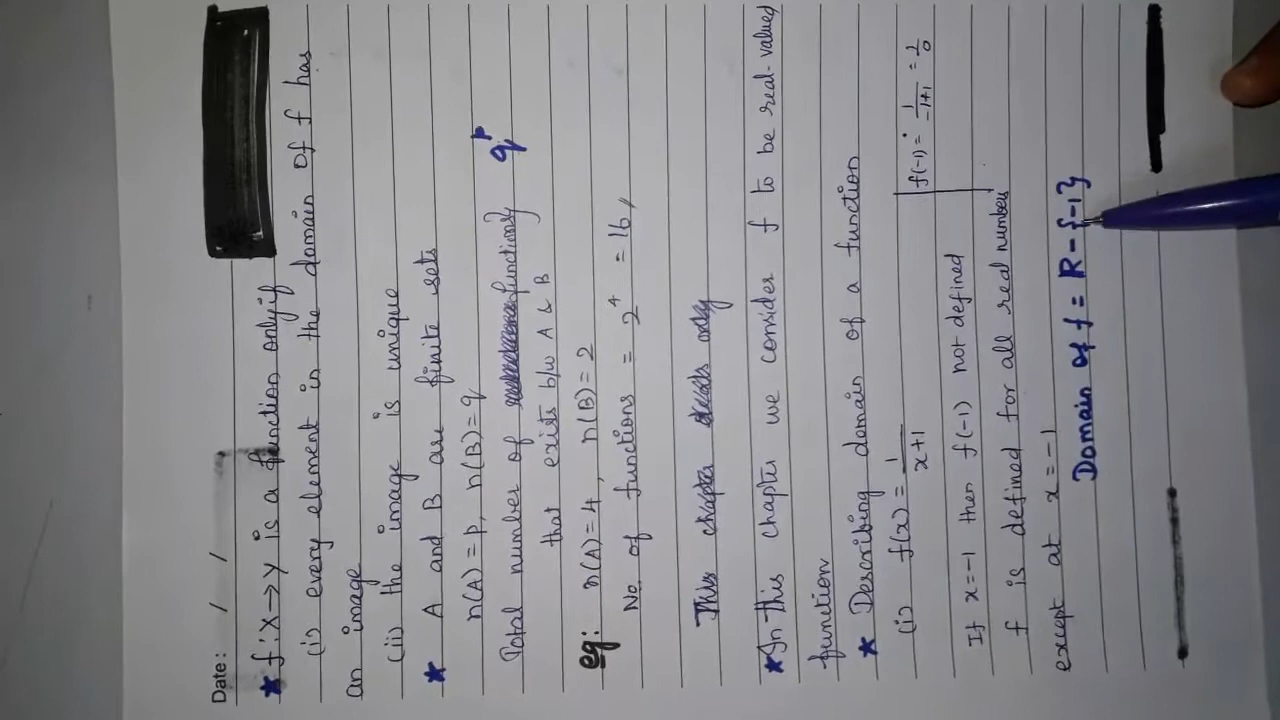 Date: / /
* f: X → Y is a function only if
(i) every element in the domain of f has
an image
(ii) the image is unique
* A and B are finite sets
n(A) = p, n(B) = q
Total number of functions} q^p
that exists b/w A & B
eg: n(A) = 4, n(B) = 2
No. of functions = 2^4 = 16,,
This chapter only
* In this chapter we consider f to be real-valued
function
* Describing domain of a function
(i) f(x) = 1/(x+1) | f(-1) = 1/(-1+1) = 1/0
If x = -1 then f(-1) not defined
f is defined for all real numbers
except at x = -1
Domain of f = R - {-1}